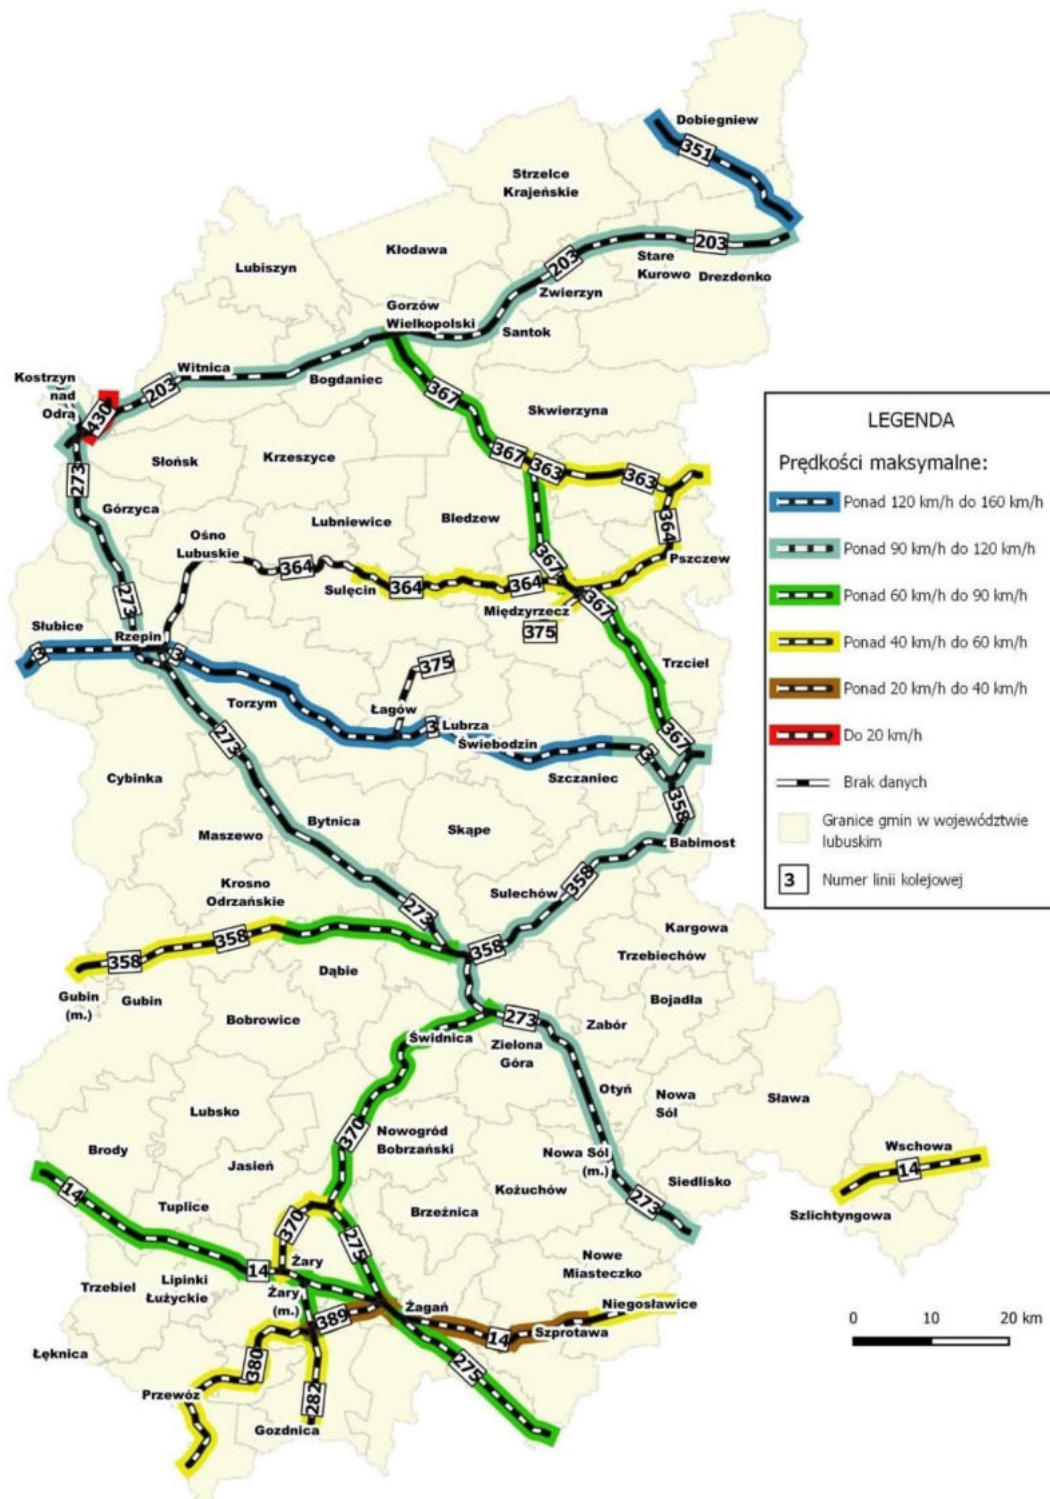 Dobiegniew
351
Strzelce
Krajeńskie
Kłodawa
203
Stare
Kurowo
Drezdenko
Lubiszyn
203
Zwierzyn
Gorzów
Wielkopolski
Santok
Witnica
Kostrzyn
nad
Odrą
203
Bogdaniec
430
367
Skwierzyna
367
363
363
273
Słońsk
Krzeszyce
Górzyca
Lubniewice
Bledzew
364
Ośno
Lubuskie
364
Sulęcin
364
364
367
Pszczew
Międzyrzecz
367
375
273
Słubice
Rzepin
3
3
Trzciel
375
Torzym
Łagów
3
Lubrza
Świebodzin
367
273
3
Szczaniec
Cybinka
358
Bytnica
Skąpe
Maszewo
Babimost
Krosno
Odrzańskie
Sulechów
358
273
Kargowa
358
358
358
Trzebiechów
Gubin
(m.)
Gubin
Dąbie
Bojadła
Bobrowice
273
Zabór
Świdnica
Zielona
Góra
Otyń
Nowa
Sól
Sława
Lubsko
370
Nowogród
Bobrzański
Brody
Jasień
Nowa Sól
(m.)
Wschowa
14
14
Kożuchów
Siedlisko
Tuplice
Brzeźnica
273
Szlichtyngowa
370
275
Nowe
Miasteczko
Trzebiel
Lipinki
Łużyckie
14
Żary
Żary
(m.)
389
Żagań
Niegosławice
14
Szprotawa
Łęknica
380
275
Przewóz
282
Gozdnica
LEGENDA
Prędkości maksymalne:
Ponad 120 km/h do 160 km/h
Ponad 90 km/h do 120 km/h
Ponad 60 km/h do 90 km/h
Ponad 40 km/h do 60 km/h
Ponad 20 km/h do 40 km/h
Do 20 km/h
Brak danych
Granice gmin w województwie
lubuskim
3 Numer linii kolejowej
0 10 20 km